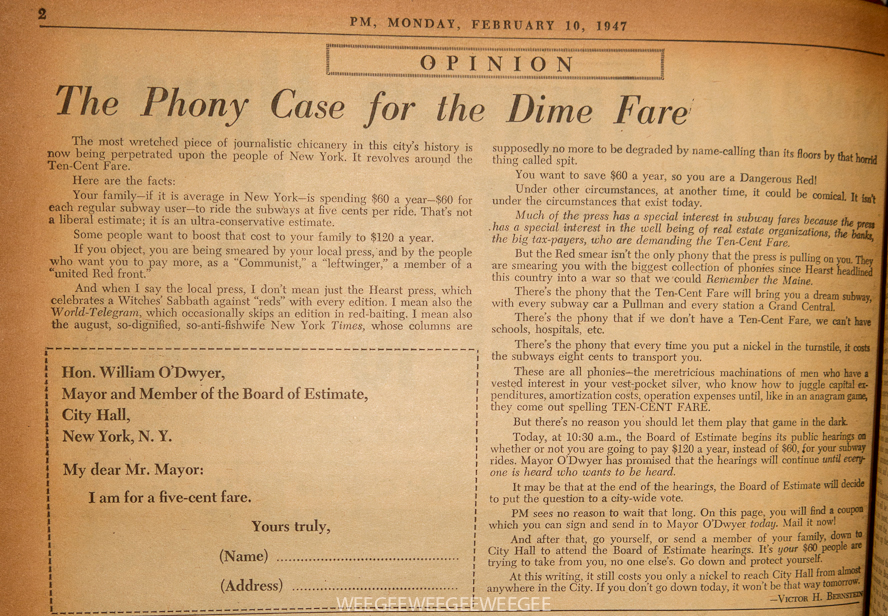 2
PM, MONDAY, FEBRUARY 10, 1947
OPINION
The Phony Case for the Dime Fare
The most wretched piece of journalistic chicanery in this city's history is
now being perpetrated upon the people of New York. It revolves around the
Ten-Cent Fare.
Here are the facts:
Your family—if it is average in New York—is spending $60 a year—$60 for
each regular subway user—to ride the subways at five cents per ride. That's not
a liberal estimate; it is an ultra-conservative estimate.
Some people want to boost that cost to your family to $120 a year.
If you object, you are being smeared by your local press, and by the people
who want you to pay more, as a "Communist," a "leftwinger," a member of a
"united Red front."
And when I say the local press, I don't mean just the Hearst press, which
celebrates a Witches' Sabbath against "reds" with every edition. I mean also the
World-Telegram, which occasionally skips an edition in red-baiting. I mean also
the august, so-dignified, so-anti-fishwife New York Times, whose columns are
Hon. William O'Dwyer,
Mayor and Member of the Board of Estimate,
City Hall,
New York, N. Y.
My dear Mr. Mayor:
I am for a five-cent fare.
Yours truly,
(Name) ..........................................
(Address) ......................................
supposedly no more to be degraded by name-calling than its floors by that horrid
thing called spit.
You want to save $60 a year, so you are a Dangerous Red!
Under other circumstances, at another time, it could be comical. It isn't
under the circumstances that exist today.
Much of the press has a special interest in subway fares because the press
has a special interest in the well being of real estate organizations, the banks,
the big tax-payers, who are demanding the Ten-Cent Fare.
But the Red smear isn't the only phony that the press is pulling on you. They
are smearing you with the biggest collection of phonies since Hearst headlined
this country into a war so that we could Remember the Maine.
There's the phony that the Ten Cent Fare will bring you a dream subway,
with every subway car a Pullman and every station a Grand Central.
There's the phony that if we don't have a Ten-Cent Fare, we can't have
schools, hospitals, etc.
There's the phony that every time you put a nickel in the turnstile, it costs
the subways eight cents to transport you.
These are all phonies—the meretricious machinations of men who have a
vested interest in your vest-pocket silver, who know how to juggle capital ex-
penditures, amortization costs, operation expenses until, like in an anagram game,
they come out spelling TEN-CENT FARE.
But there's no reason you should let them play that game in the dark.
Today, at 10:30 a.m., the Board of Estimate begins its public hearings on
whether or not you are going to pay $120 a year, instead of $60, for your subway
rides. Mayor O'Dwyer has promised that the hearings will continue until every-
one is heard who wants to be heard.
It may be that at the end of the hearings, the Board of Estimate will decide
to put the question to a city-wide vote.
PM sees no reason to wait that long. On this page, you will find a coupon
which you can sign and send in to Mayor O'Dwyer today. Mail it now!
And after that, go yourself, or send a member of your family, down to
City Hall to attend the Board of Estimate hearings. It's your $60 people are
trying to take from you, no one else's. Go down and protect yourself.
At this writing, it still costs you only a nickel to reach City Hall from almost
anywhere in the City. If you don't go down today, it won't be that way tomorrow.
—VICTOR H. BERNSTEIN
WEEGEEWEEGEEWEEGEE